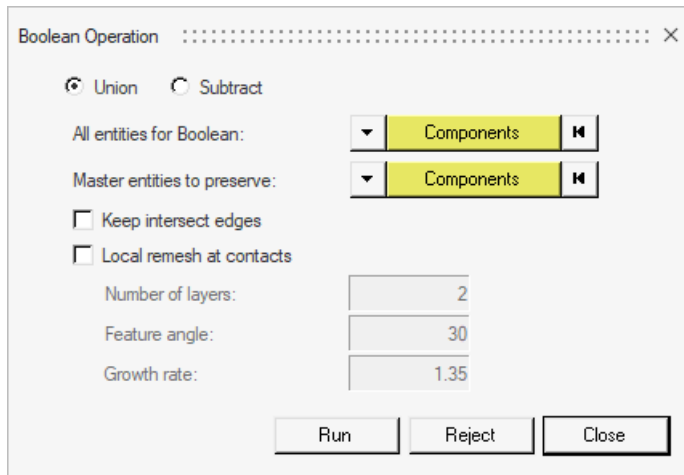 Boolean Operation
Union Subtract
All entities for Boolean: Components
Master entities to preserve: Components
Keep intersect edges
Local remesh at contacts
Number of layers: 2
Feature angle: 30
Growth rate: 1.35
Run Reject Close